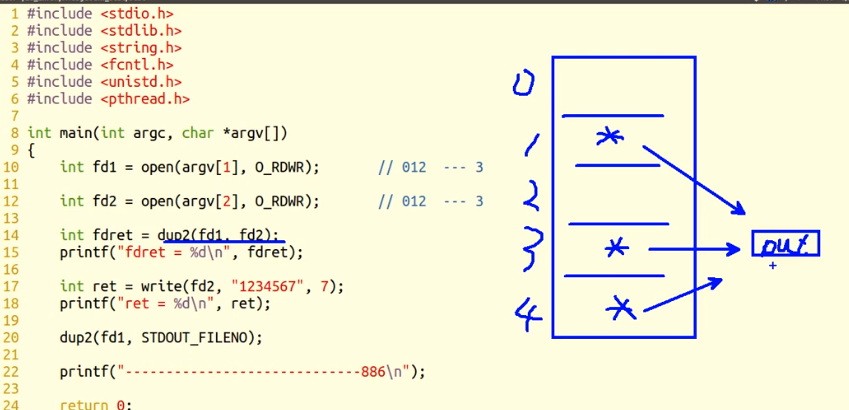 1 #include <stdio.h>
2 #include <stdlib.h>
3 #include <string.h>
4 #include <fcntl.h>
5 #include <unistd.h>
6 #include <pthread.h>
7
8 int main(int argc, char *argv[])
9 {
10     int fd1 = open(argv[1], O_RDWR);       // 012  --- 3
11
12     int fd2 = open(argv[2], O_RDWR);       // 012  --- 3
13
14     int fdret = dup2(fd1, fd2);
15     printf("fdret = %d\n", fdret);
16
17     int ret = write(fd2, "1234567", 7);
18     printf("ret = %d\n", ret);
19
20     dup2(fd1, STDOUT_FILENO);
21
22     printf("-----------------------------886\n");
23
24     return 0;
0
1 *
2
3 *
4 *
out